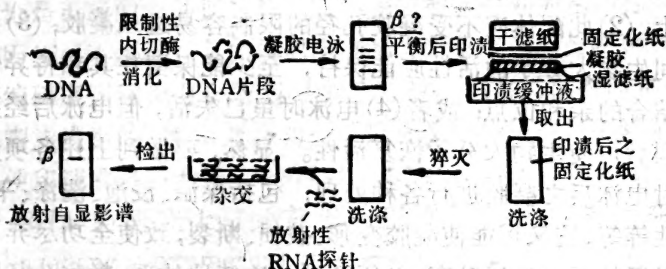 限制性
内切酶
消化
DNA
DNA片段
凝胶电泳
β?
平衡后印渍
干滤纸
固定化纸
凝胶
湿滤纸
印渍缓冲液
取出
印渍后之
固定化纸
洗涤
猝灭
洗涤
放射性
RNA探针
杂交
检出
β
放射自显影谱